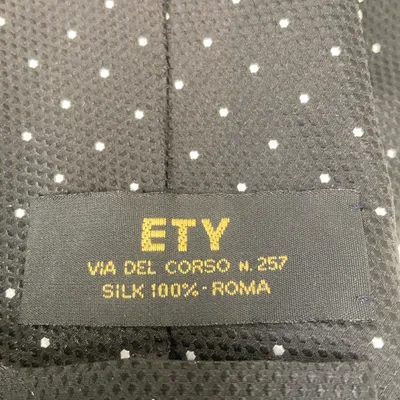 ETY
VIA DEL CORSO N. 257
SILK 100% - ROMA